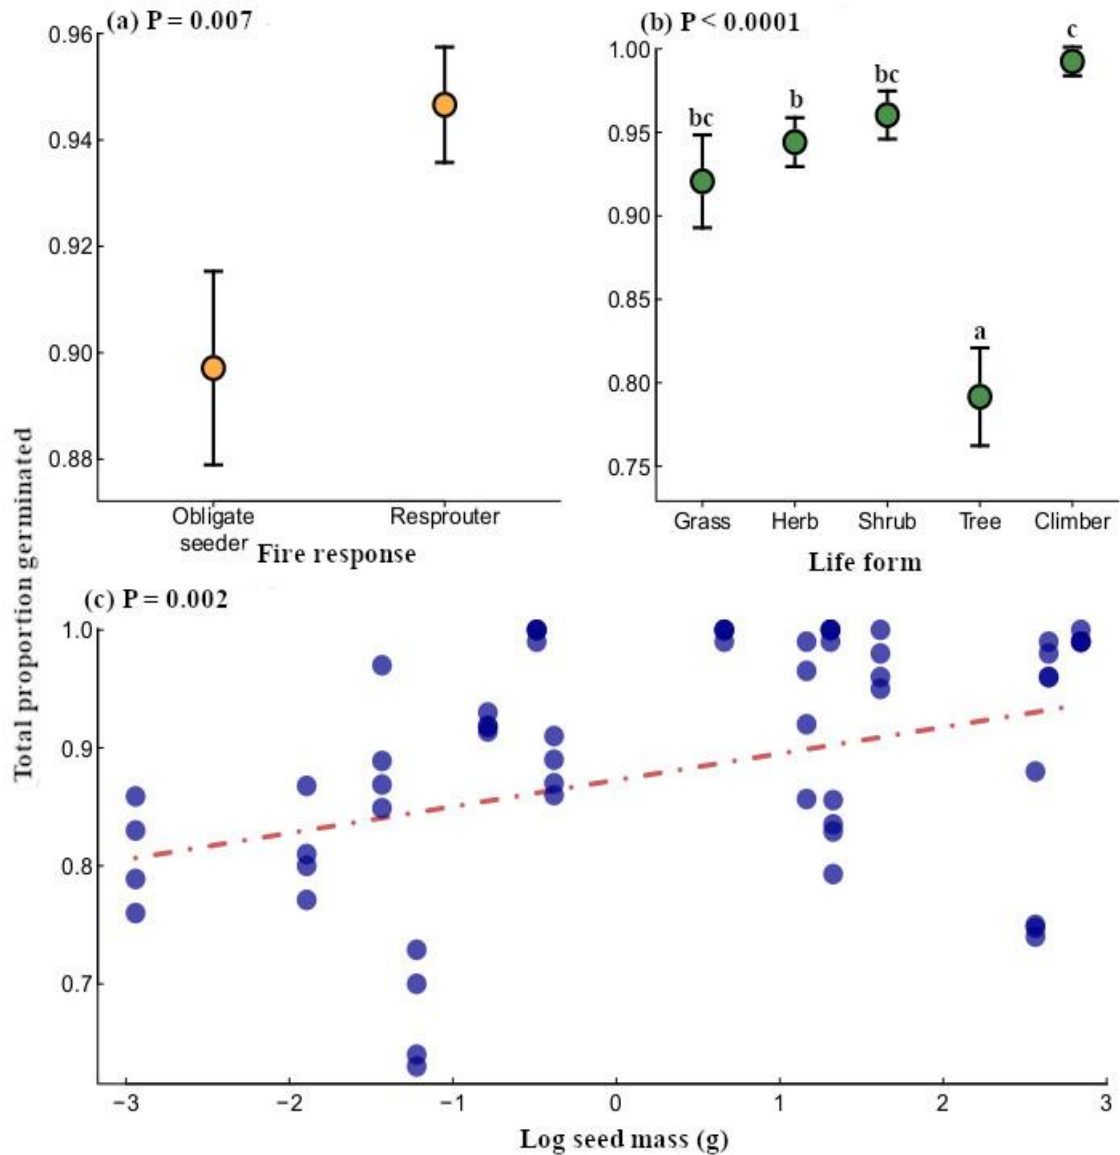 (a) P = 0.007
0.96
0.94
0.92
0.90
0.88
Obligate
seeder
Resprouter
Fire response
(b) P < 0.0001
1.00
0.95
0.90
0.85
0.80
0.75
bc
b
bc
a
c
Grass Herb Shrub Tree Climber
Life form
Total proportion germinated
(c) P = 0.002
1.0
0.9
0.8
0.7
−3 −2 −1 0 1 2 3
Log seed mass (g)